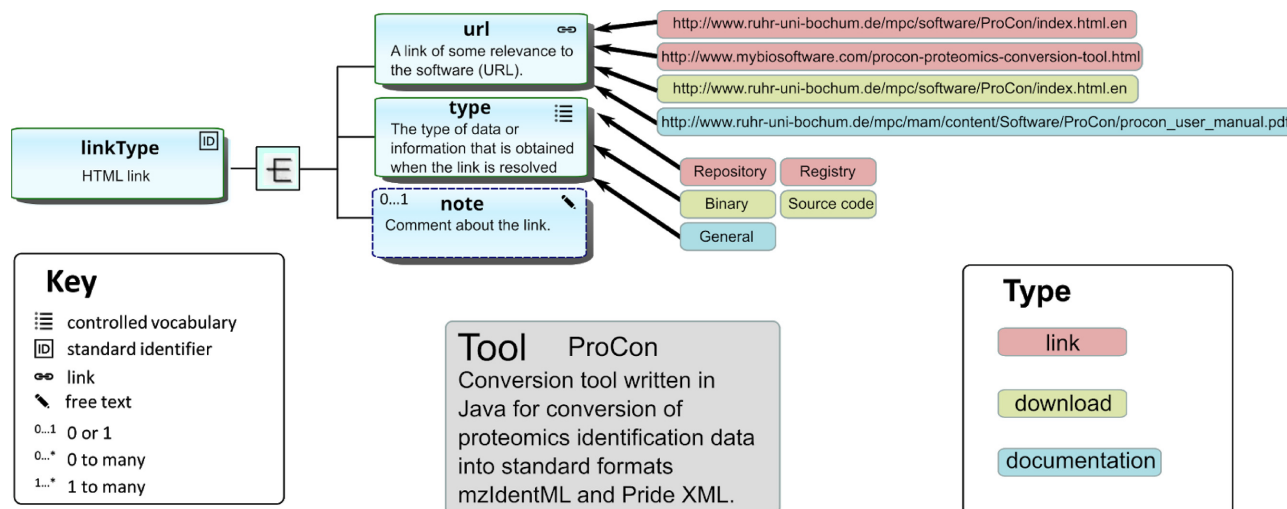 url
A link of some relevance to
the software (URL).
http://www.ruhr-uni-bochum.de/mpc/software/ProCon/index.html.en
http://www.mybiosoftware.com/procon-proteomics-conversion-tool.html
http://www.ruhr-uni-bochum.de/mpc/software/ProCon/index.html.en
http://www.ruhr-uni-bochum.de/mpc/mam/content/Software/ProCon/procon_user_manual.pdf
type
The type of data or
information that is obtained
when the link is resolved
linkType
ID
HTML link
Repository Registry
Binary Source code
General
0...1
note
Comment about the link.
Key
controlled vocabulary
ID standard identifier
link
free text
0...1 0 or 1
0...* 0 to many
1...* 1 to many
Tool ProCon
Conversion tool written in
Java for conversion of
proteomics identification data
into standard formats
mzIdentML and Pride XML.
Type
link
download
documentation